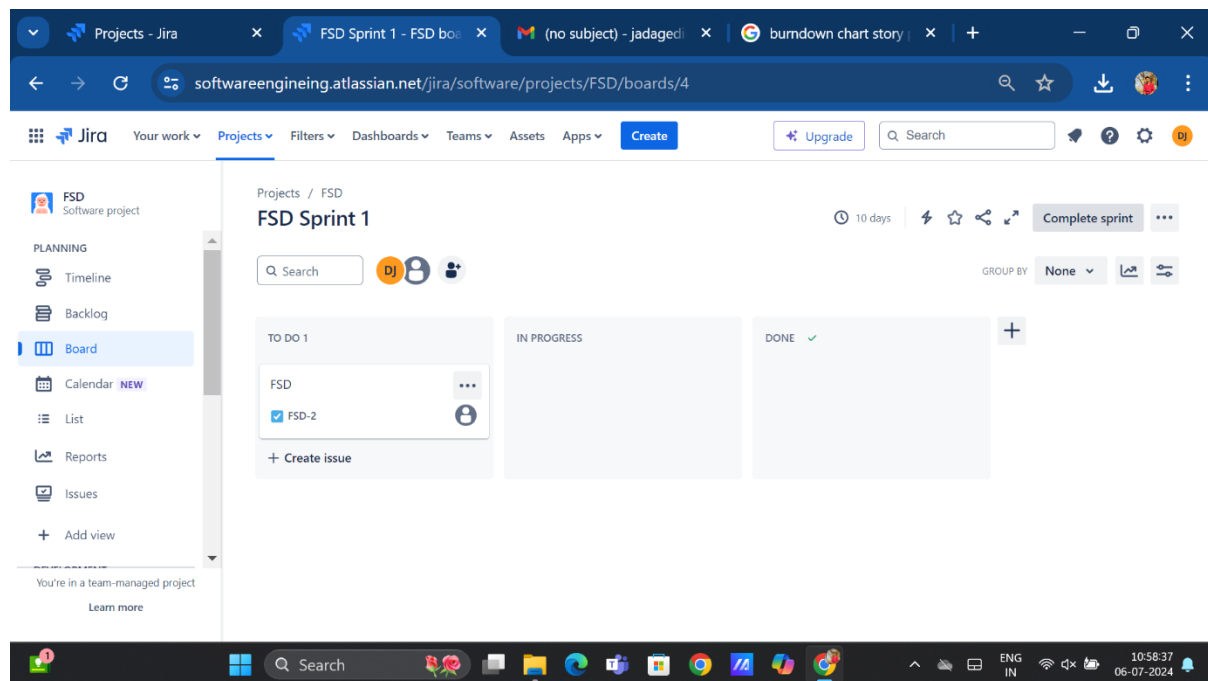 Projects - Jira
FSD Sprint 1 - FSD boa
(no subject) - jadagedi
burndown chart story
softwareengineing.atlassian.net/jira/software/projects/FSD/boards/4
Jira Your work Projects Filters Dashboards Teams Assets Apps Create Upgrade Search DJ
FSD
Software project
PLANNING
Timeline
Backlog
Board
Calendar NEW
List
Reports
Issues
Add view
You're in a team-managed project
Learn more
Projects / FSD
FSD Sprint 1
10 days Complete sprint
Search DJ
GROUP BY None
TO DO 1
FSD
FSD-2
+ Create issue
IN PROGRESS
DONE
1
Search
ENG
IN
10:58:37
06-07-2024